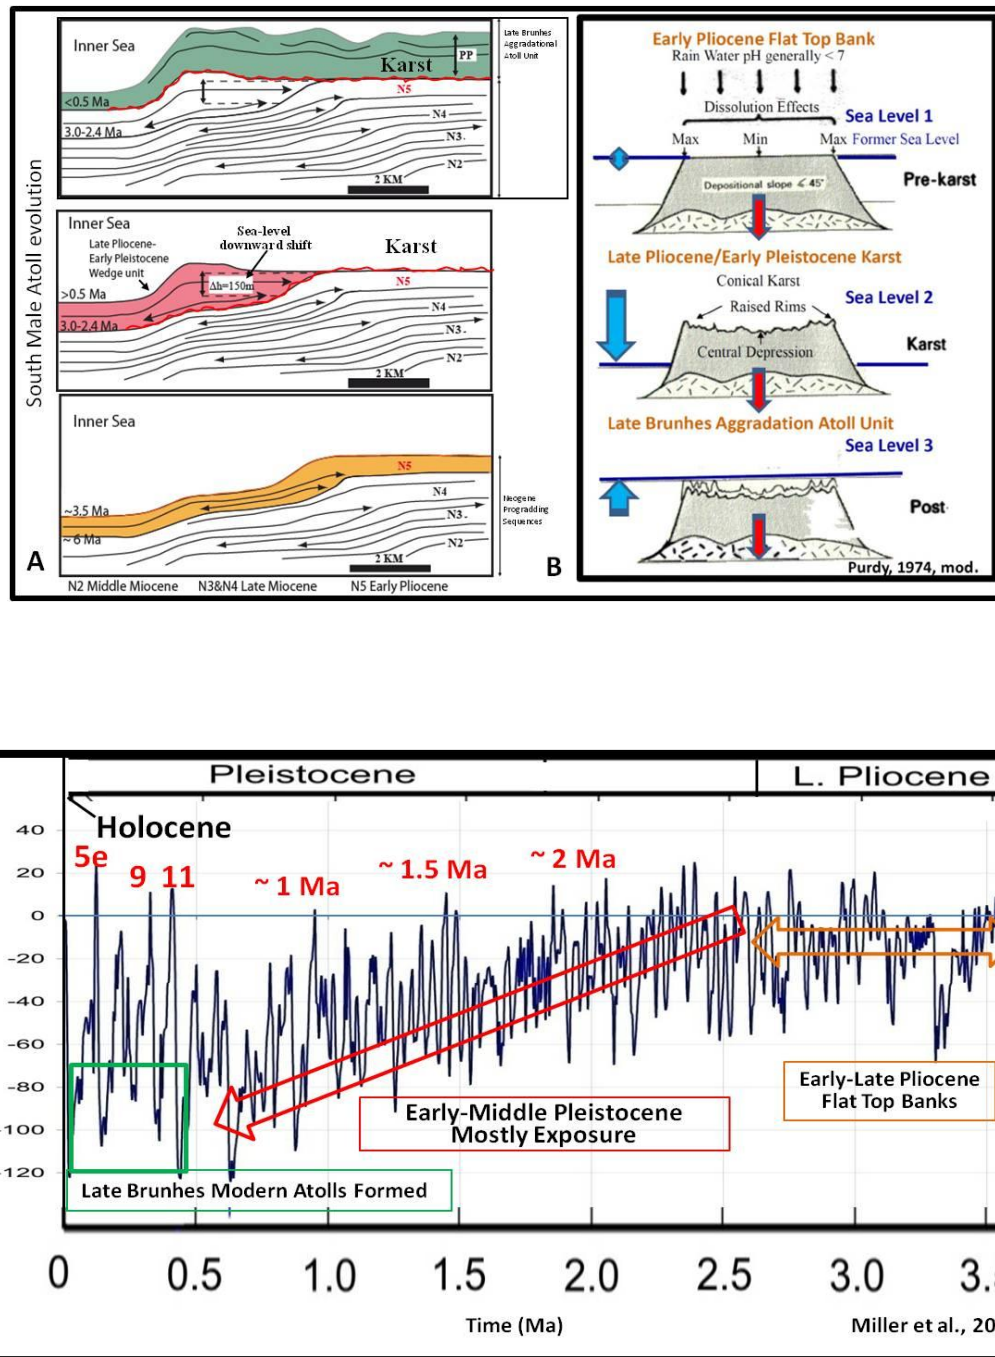 South Male Atoll evolution
Inner Sea
Late Brunhes
Aggradational
Atoll Unit
PP
Karst
N5
<0.5 Ma
3.0-2.4 Ma
N4
N3.
N2
2 KM
Inner Sea
Late Pliocene-
Early Pleistocene
Wedge unit
Sea-level
downward shift
Karst
Δh=150m
N5
>0.5 Ma
3.0-2.4 Ma
N4
N3.
N2
2 KM
Inner Sea
N5
N4
~3.5 Ma
N3.
~ 6 Ma
N2
2 KM
Neogene
Prograding
Sequences
A
N2 Middle Miocene N3&N4 Late Miocene N5 Early Pliocene
B
Early Pliocene Flat Top Bank
Rain Water pH generally < 7
Dissolution Effects
Sea Level 1
Max Min Max Former Sea Level
Pre-karst
Depositional slope ⩽ 45°
Late Pliocene/Early Pleistocene Karst
Conical Karst
Raised Rims
Sea Level 2
Karst
Central Depression
Late Brunhes Aggradation Atoll Unit
Sea Level 3
Post
Purdy, 1974, mod.
Pleistocene L. Pliocene
Holocene
40
5e
9 11
~ 1 Ma
~ 1.5 Ma
~ 2 Ma
20
0
-20
-40
-60
-80
-100
-120
Early-Late Pliocene
Flat Top Banks
Early-Middle Pleistocene
Mostly Exposure
Late Brunhes Modern Atolls Formed
0 0.5 1.0 1.5 2.0 2.5 3.0 3.
Time (Ma)
Miller et al., 20